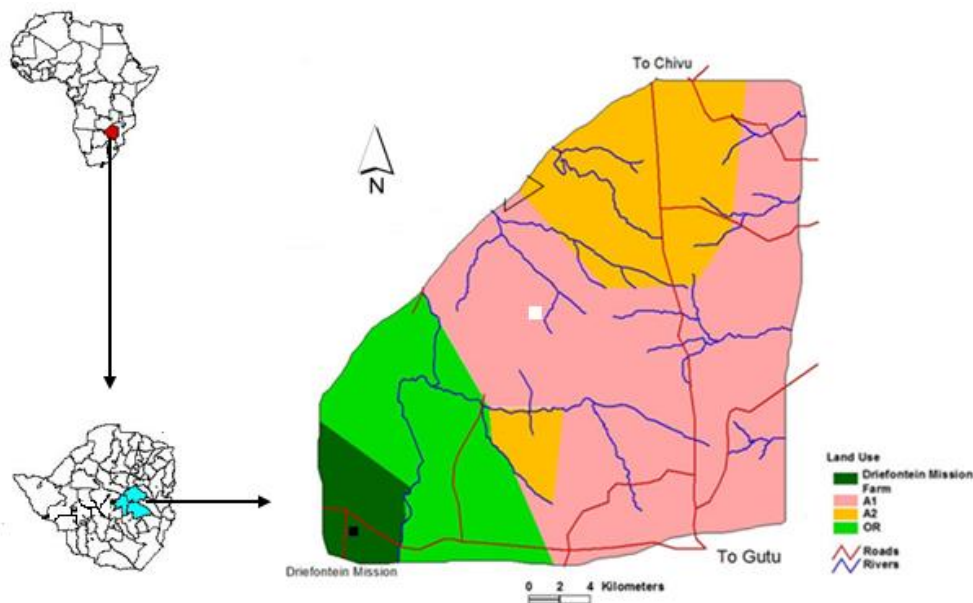 To Chivu
N
Land Use
Driefontein Mission
Farm
A1
A2
OR
Roads
Rivers
To Gutu
Driefontein Mission
0 2 4 Kilometers